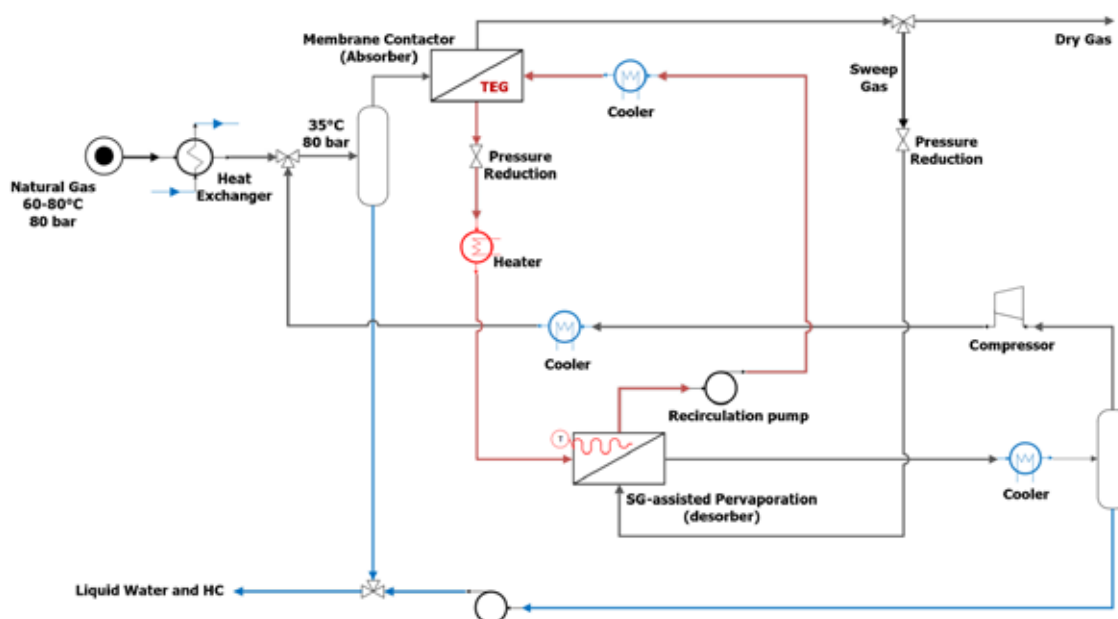 Membrane Contactor
(Absorber)
TEG
Dry Gas
Sweep
Gas
Cooler
35°C
80 bar
Pressure
Reduction
Pressure
Reduction
Natural Gas
60-80°C
80 bar
Heat
Exchanger
Heater
Cooler
Compressor
Recirculation pump
T
SG-assisted Pervaporation
(desorber)
Cooler
Liquid Water and HC